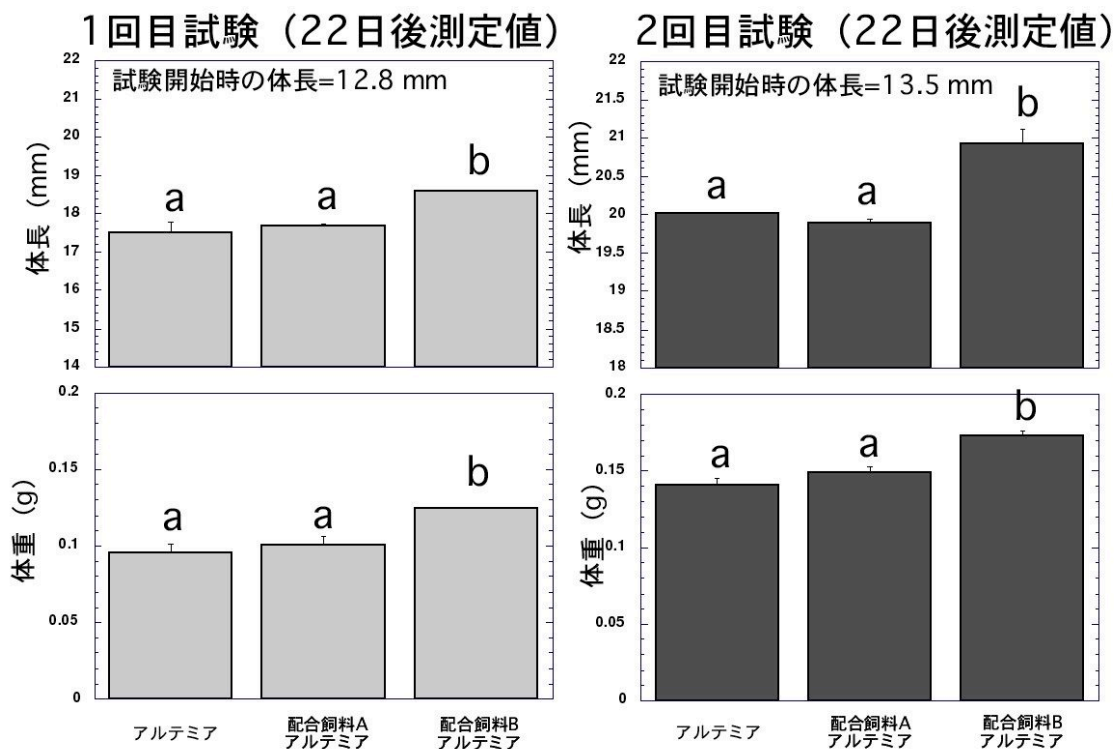 1回目試験（22日後測定値）
試験開始時の体長=12.8 mm
体長（mm）
22
21
20
19
18
17
16
15
14
a
a
b
体重（g）
0.2
0.15
0.1
0.05
0
a
a
b
アルテミア
配合飼料A
アルテミア
配合飼料B
アルテミア
2回目試験（22日後測定値）
試験開始時の体長=13.5 mm
体長（mm）
22
21.5
21
20.5
20
19.5
19
18.5
18
a
a
b
体重（g）
0.2
0.15
0.1
0.05
0
a
a
b
アルテミア
配合飼料A
アルテミア
配合飼料B
アルテミア